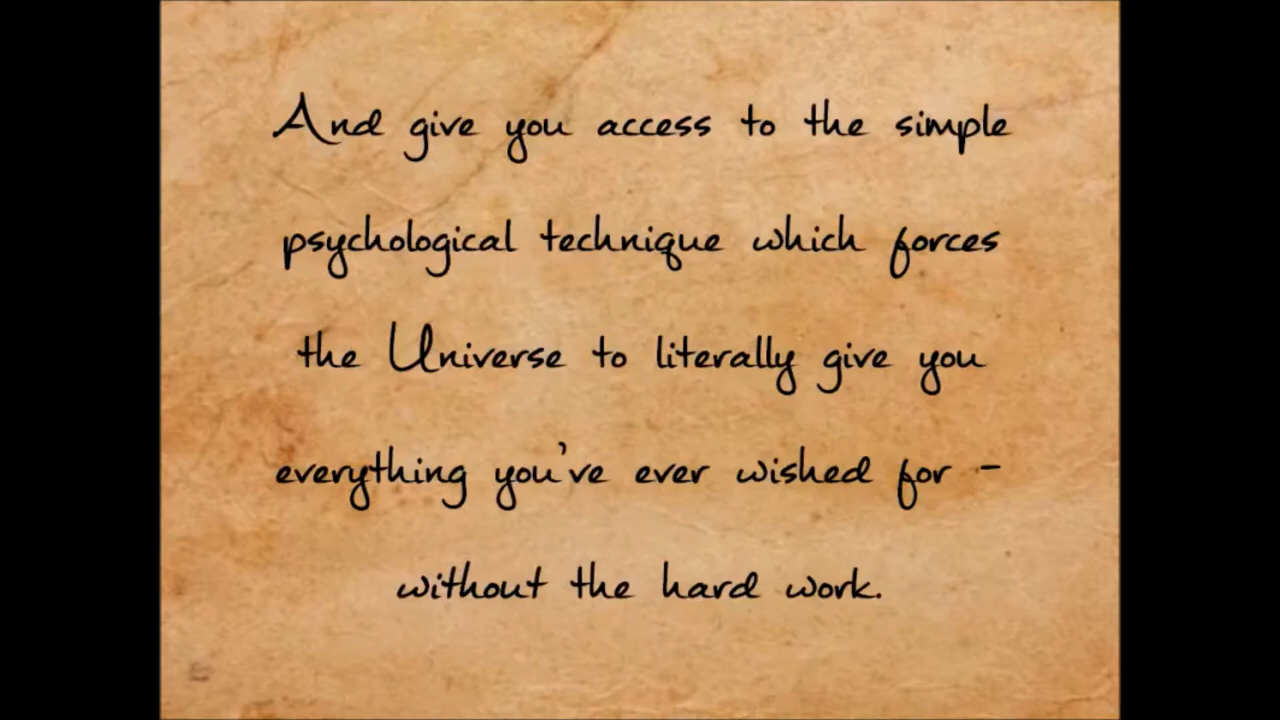 And give you access to the simple
psychological technique which forces
the Universe to literally give you
everything you've ever wished for -
without the hard work.